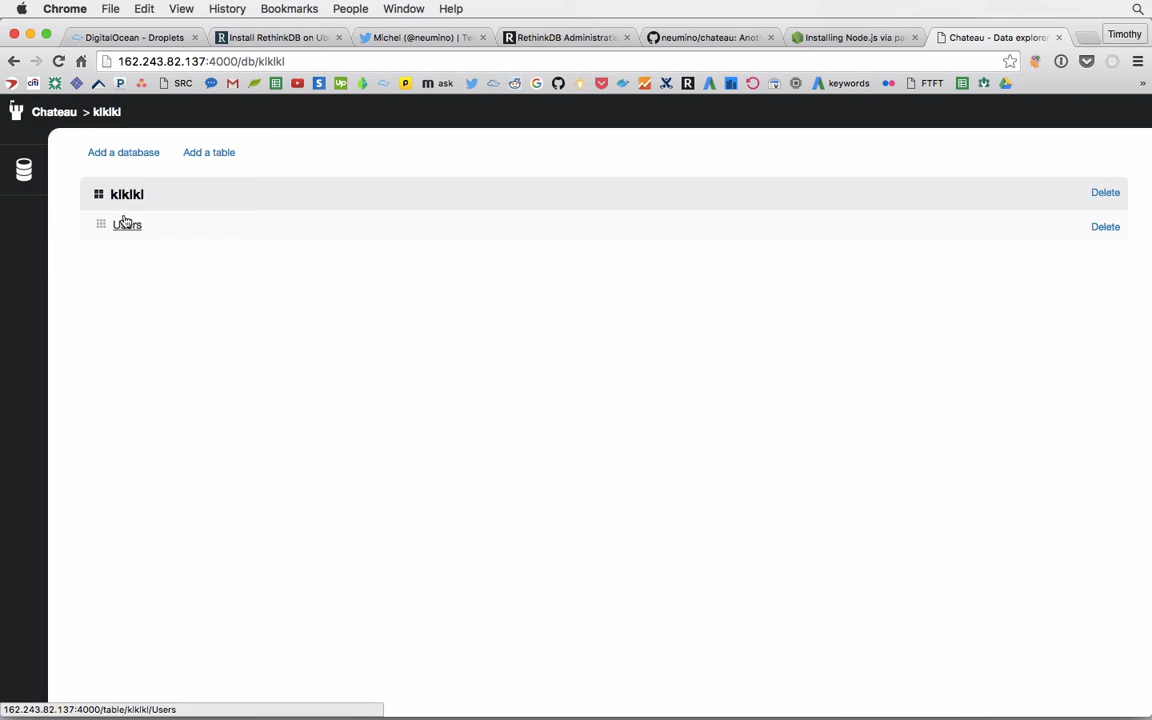 Chrome File Edit View History Bookmarks People Window Help
DigitalOcean - Droplets
Install RethinkDB on Ub
Michel (@neumino) | Tw
RethinkDB Administratio
neumino/chateau: Anot
Installing Node.js via pa
Chateau - Data explorer
Timothy
162.243.82.137:4000/db/klklkl
citi P SRC S Up p m ask G R keywords FTFT »
Chateau > klklkl
Add a database Add a table
klklkl Delete
Users Delete
162.243.82.137:4000/table/klklkl/Users